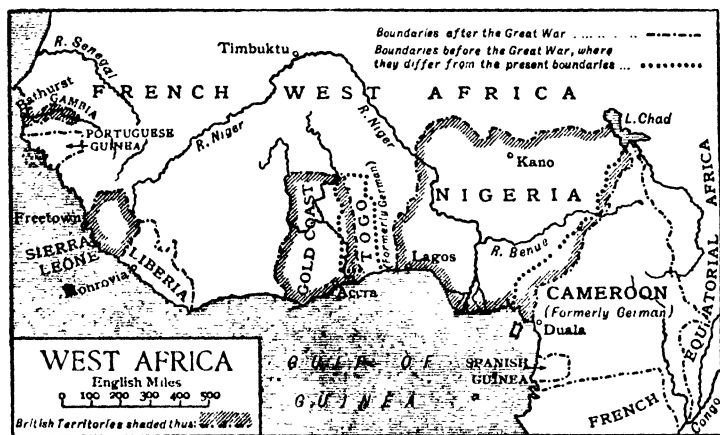 Boundaries after the Great War
Boundaries before the Great War, where
they differ from the present boundaries
R. Senegal
Timbuktu
Bathurst
GAMBIA
FRENCH WEST AFRICA
L. Chad
PORTUGUESE
GUINEA
R. Niger
R. Niger
Kano
NIGERIA
Freetown
SIERRA
LEONE
LIBERIA
Monrovia
GOLD COAST
TOGO
(Formerly German)
Accra
Lagos
R. Benue
CAMEROON
(Formerly German)
Duala
SPANISH
GUINEA
GULF OF
GUINEA
FRENCH EQUATORIAL AFRICA
Congo
WEST AFRICA
English Miles
0 100 200 300 400 500
British Territories shaded thus: